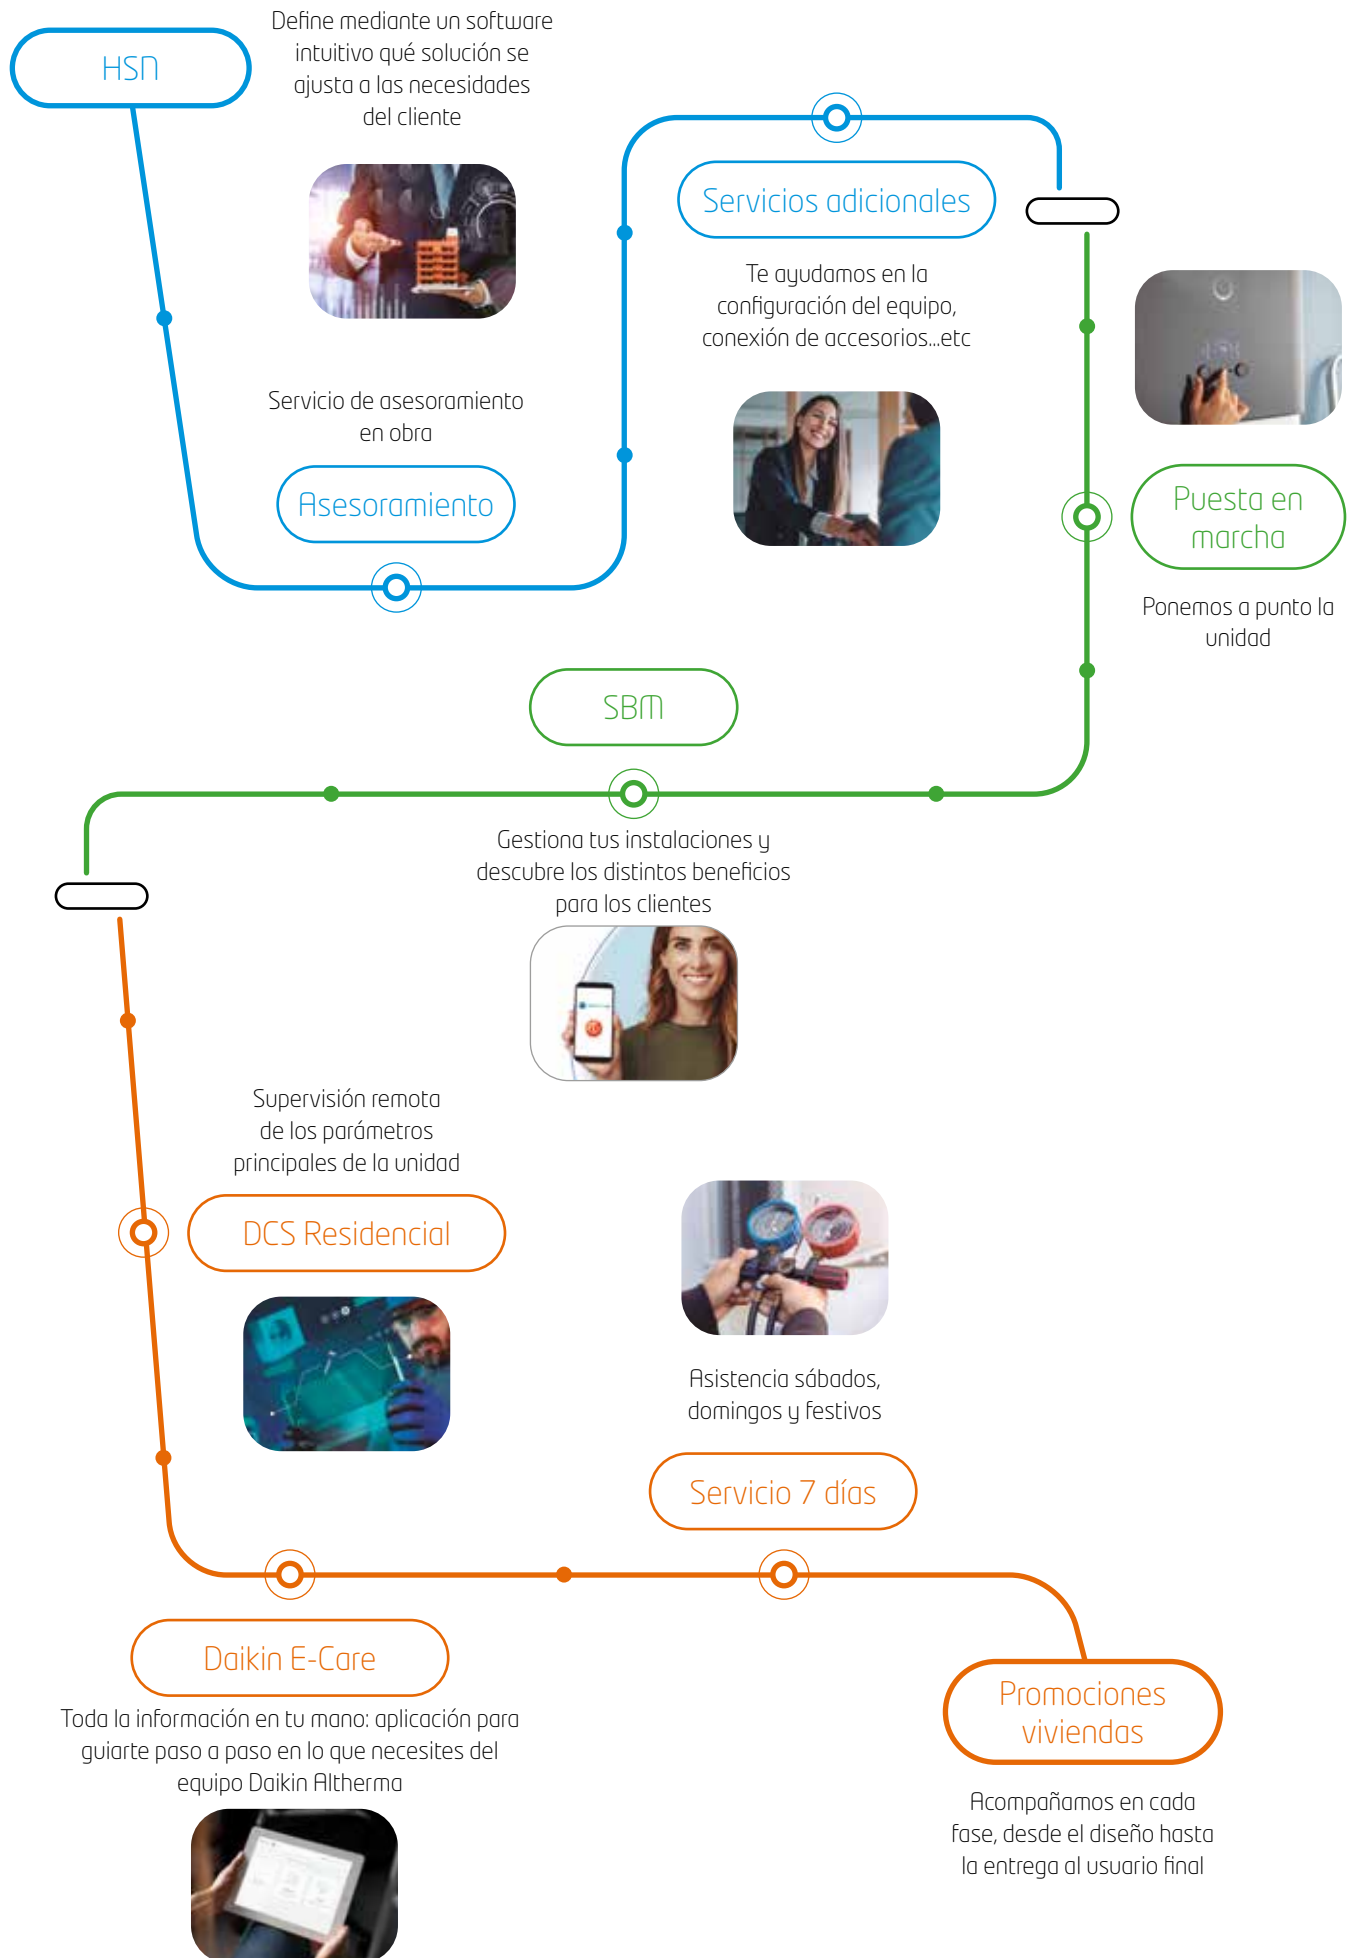 HSN
Define mediante un software
intuitivo qué solución se
ajusta a las necesidades
del cliente
Servicio de asesoramiento
en obra
Asesoramiento
Servicios adicionales
Te ayudamos en la
configuración del equipo,
conexión de accesorios...etc
Puesta en
marcha
Ponemos a punto la
unidad
SBM
Gestiona tus instalaciones y
descubre los distintos beneficios
para los clientes
Supervisión remota
de los parámetros
principales de la unidad
DCS Residencial
Asistencia sábados,
domingos y festivos
Servicio 7 días
Daikin E-Care
Toda la información en tu mano: aplicación para
guiarte paso a paso en lo que necesites del
equipo Daikin Altherma
Promociones
viviendas
Acompañamos en cada
fase, desde el diseño hasta
la entrega al usuario final